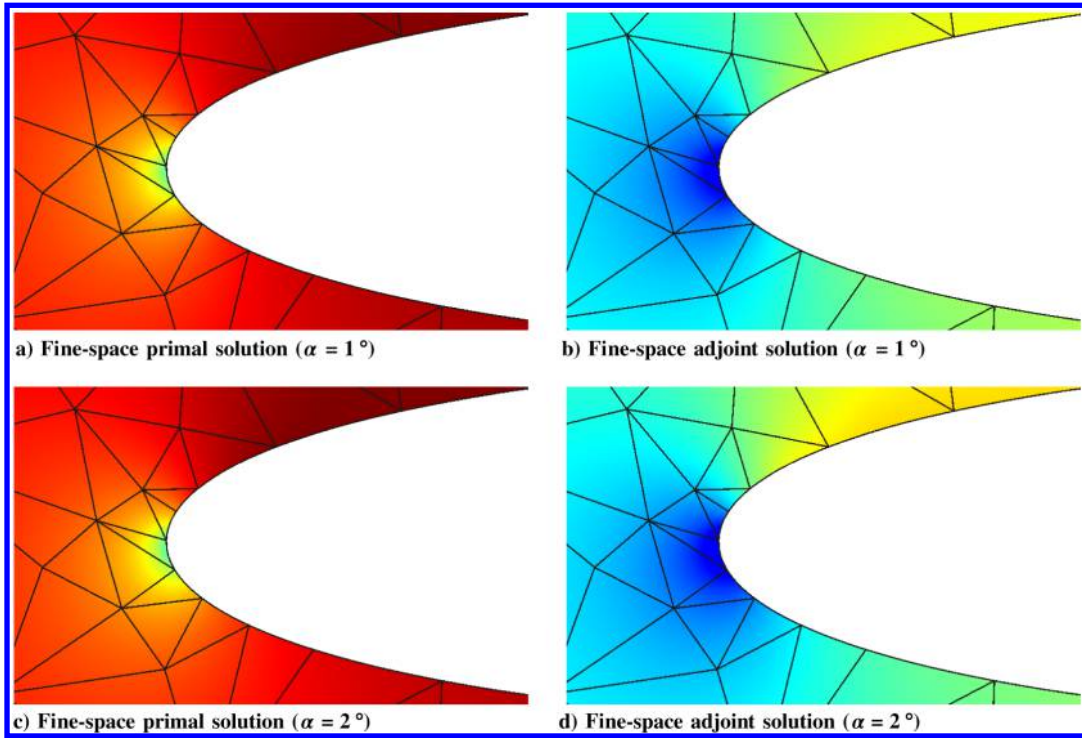 a) Fine-space primal solution (α = 1 °)
b) Fine-space adjoint solution (α = 1 °)
c) Fine-space primal solution (α = 2 °)
d) Fine-space adjoint solution (α = 2 °)